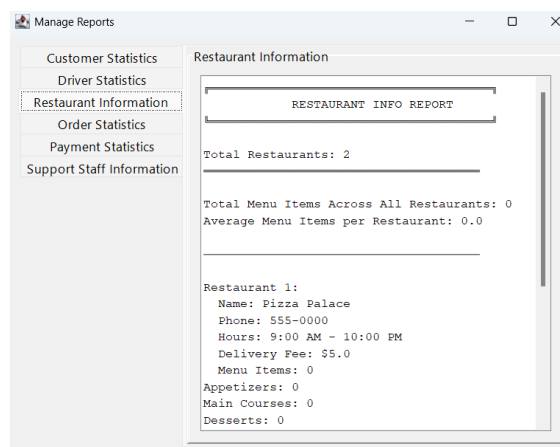 Manage Reports
Customer Statistics
Driver Statistics
Restaurant Information
Order Statistics
Payment Statistics
Support Staff Information
Restaurant Information
RESTAURANT INFO REPORT
Total Restaurants: 2
Total Menu Items Across All Restaurants: 0
Average Menu Items per Restaurant: 0.0
Restaurant 1:
Name: Pizza Palace
Phone: 555-0000
Hours: 9:00 AM - 10:00 PM
Delivery Fee: $5.0
Menu Items: 0
Appetizers: 0
Main Courses: 0
Desserts: 0